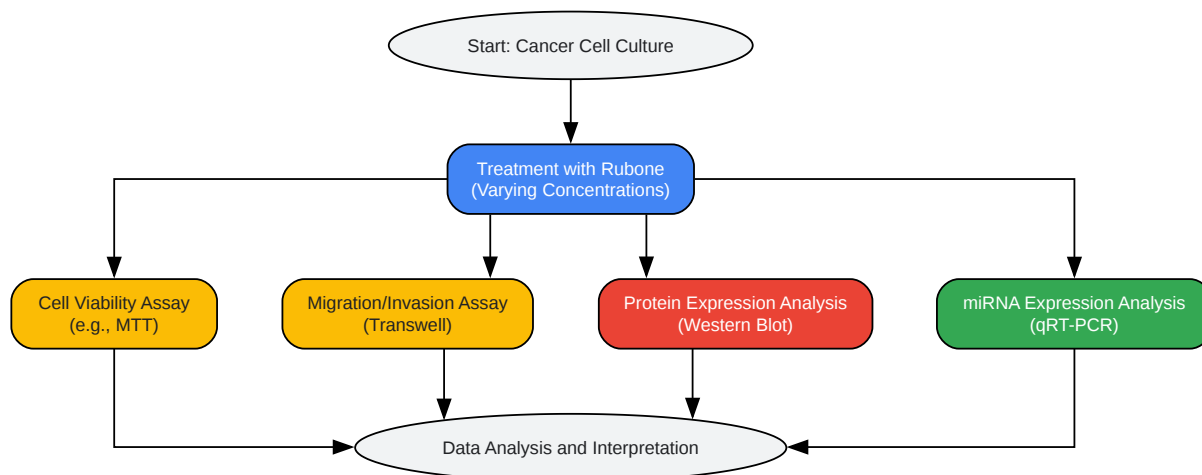 Start: Cancer Cell Culture
Treatment with Rubone
(Varying Concentrations)
Cell Viability Assay
(e.g., MTT)
Migration/Invasion Assay
(Transwell)
Protein Expression Analysis
(Western Blot)
miRNA Expression Analysis
(qRT-PCR)
Data Analysis and Interpretation